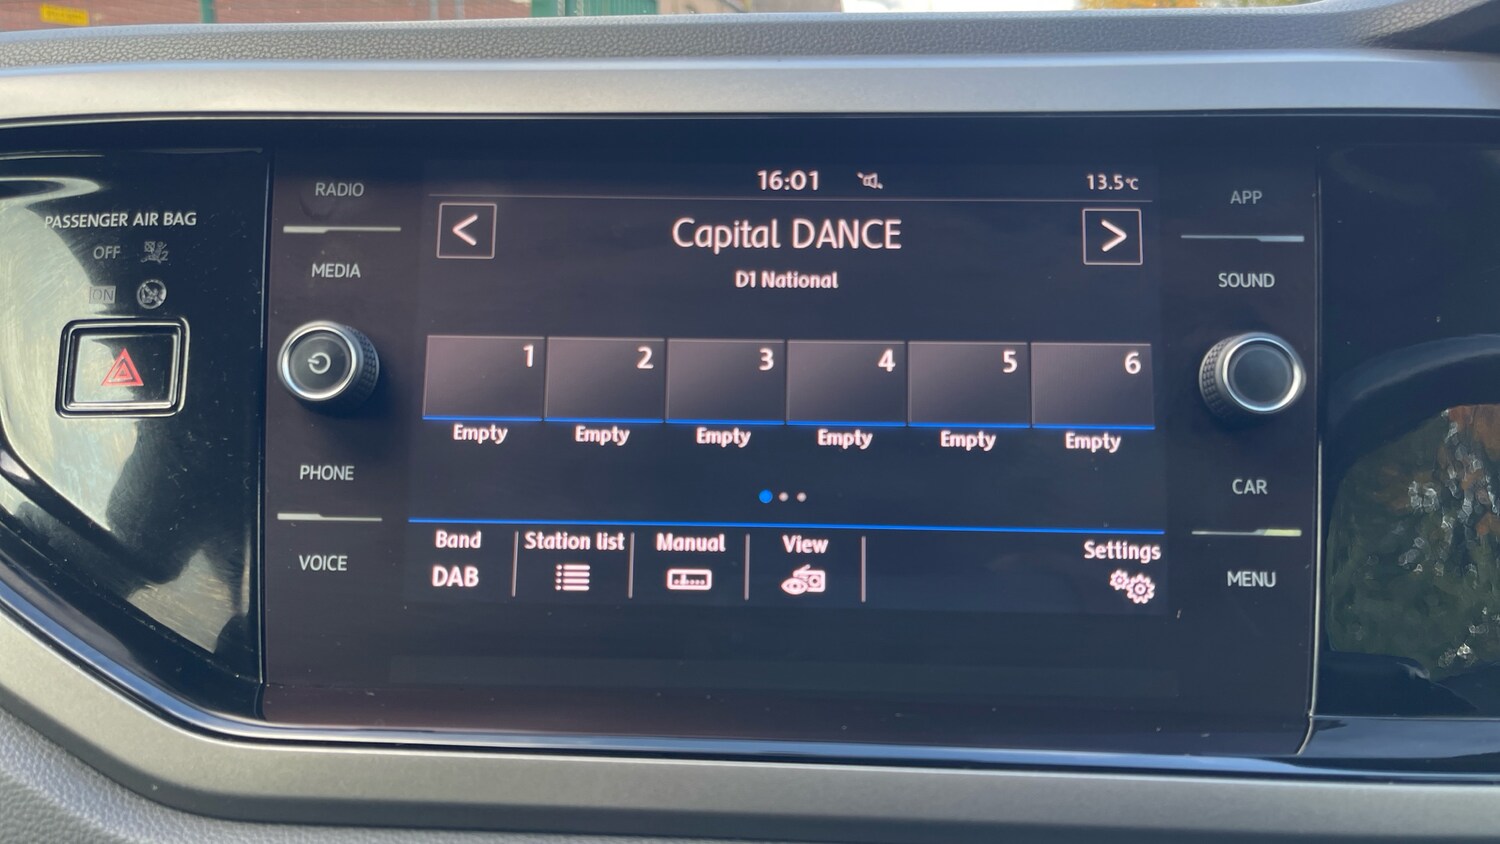 PASSENGER AIR BAG
OFF
ON
RADIO
MEDIA
PHONE
VOICE
16:01
13.5°C
<
Capital DANCE
>
D1 National
1 2 3 4 5 6
Empty Empty Empty Empty Empty Empty
Band Station list Manual View Settings
DAB
APP
SOUND
CAR
MENU